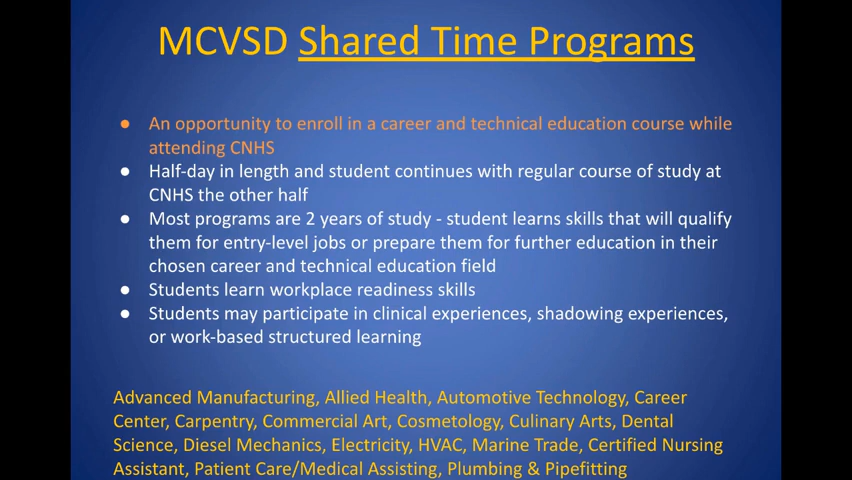 MCVSD Shared Time Programs
● An opportunity to enroll in a career and technical education course while
attending CNHS
● Half-day in length and student continues with regular course of study at
CNHS the other half
● Most programs are 2 years of study - student learns skills that will qualify
them for entry-level jobs or prepare them for further education in their
chosen career and technical education field
● Students learn workplace readiness skills
● Students may participate in clinical experiences, shadowing experiences,
or work-based structured learning
Advanced Manufacturing, Allied Health, Automotive Technology, Career
Center, Carpentry, Commercial Art, Cosmetology, Culinary Arts, Dental
Science, Diesel Mechanics, Electricity, HVAC, Marine Trade, Certified Nursing
Assistant, Patient Care/Medical Assisting, Plumbing & Pipefitting